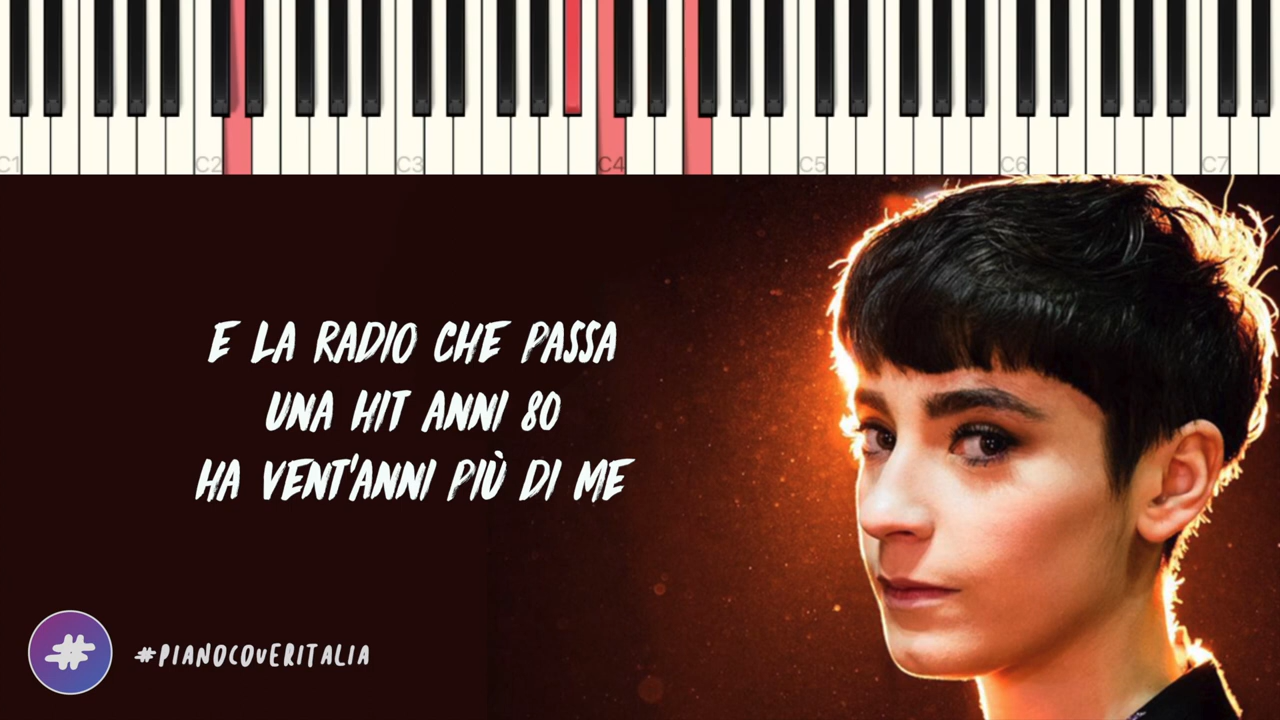 C1 C2 C3 C4 C5 C6 C7
E LA RADIO CHE PASSA
UNA HIT ANNI 80
HA VENT'ANNI PIÙ DI ME
#PIANOCOVERITALIA